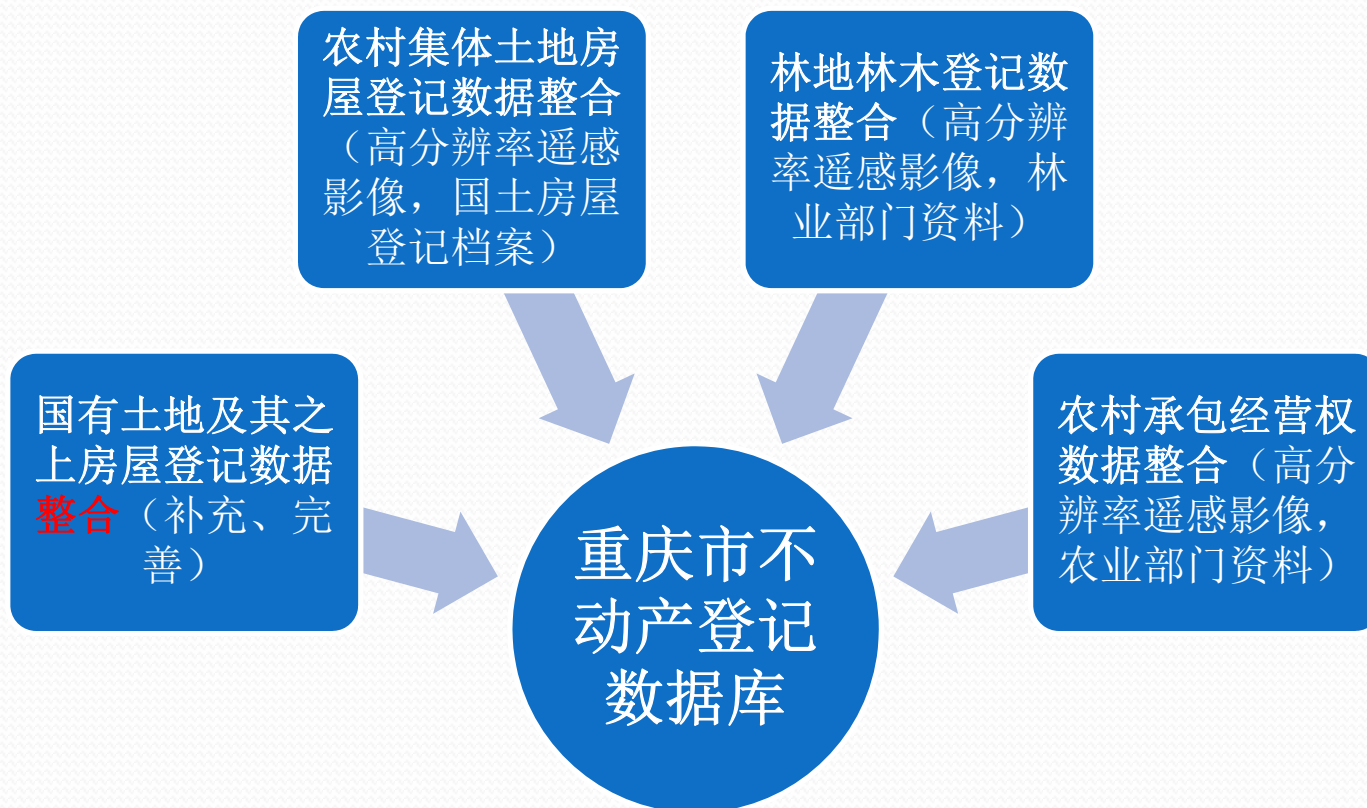 农村集体土地房
屋登记数据整合
（高分辨率遥感
影像，国土房屋
登记档案）
林地林木登记数
据整合（高分辨
率遥感影像，林
业部门资料）
国有土地及其之
上房屋登记数据
整合（补充、完
善）
农村承包经营权
数据整合（高分
辨率遥感影像，
农业部门资料）
重庆市不
动产登记
数据库